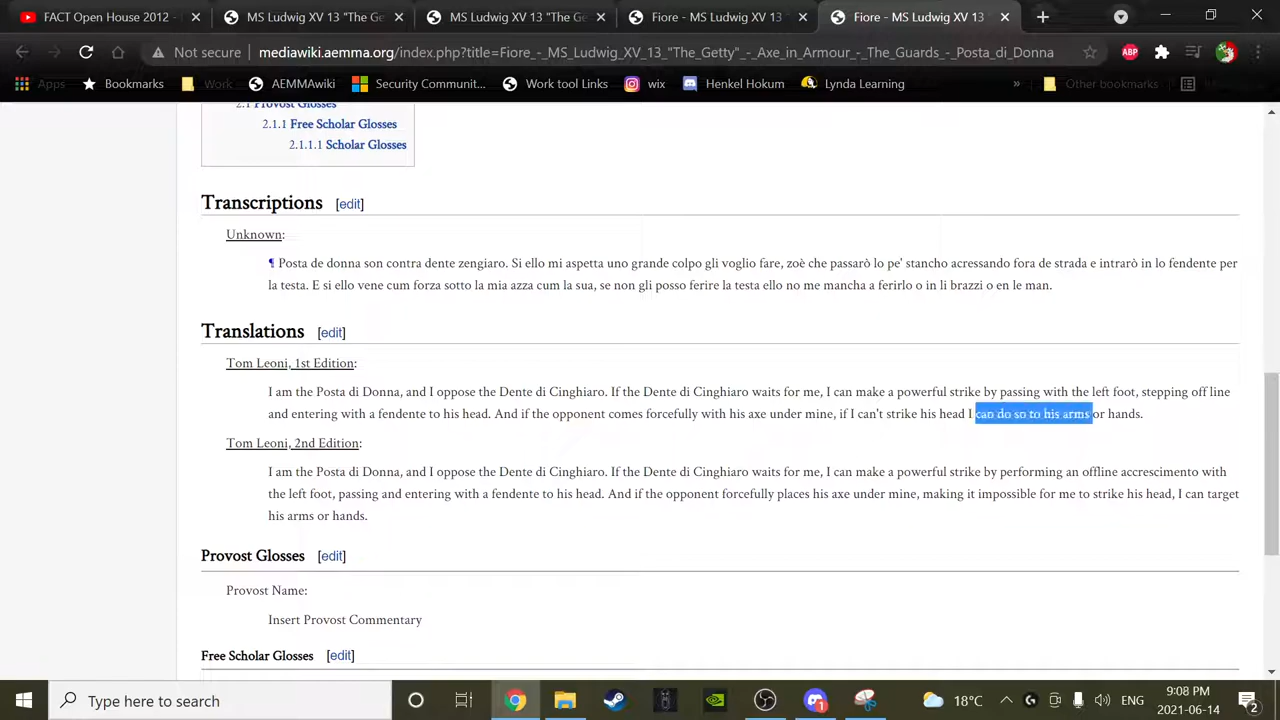 FACT Open House 2012 -
MS Ludwig XV 13 "The Ge
MS Ludwig XV 13 "The Ge
Fiore - MS Ludwig XV 13
Fiore - MS Ludwig XV 13
Not secure
mediawiki.aemma.org/index.php?title=Fiore_-_MS_Ludwig_XV_13_"The_Getty"_-_Axe_in_Armour_-_The_Guards_-_Posta_di_Donna
ABP
Apps
Bookmarks
Work
AEMMAwiki
Security Command...
Work tool Links
wix
Henkel Hokum
Lynda Learning
»
Other bookmarks
2.1 Provost Glosses
2.1.1 Free Scholar Glosses
2.1.1.1 Scholar Glosses
Transcriptions [edit]
Unknown:
¶ Posta de donna son contra dente zengiaro. Si ello mi aspetta uno grande colpo gli voglio fare, zoè che passarò lo pe' stancho acressando fora de strada e intrarò in lo fendente per
la testa. E si ello vene cum forza sotto la mia azza cum la sua, se non gli posso ferire la testa ello no me mancha a ferirlo o in li brazzi o en le man.
Translations [edit]
Tom Leoni, 1st Edition:
I am the Posta di Donna, and I oppose the Dente di Cinghiaro. If the Dente di Cinghiaro waits for me, I can make a powerful strike by passing with the left foot, stepping off line
and entering with a fendente to his head. And if the opponent comes forcefully with his axe under mine, if I can't strike his head I can do so to his arms or hands.
Tom Leoni, 2nd Edition:
I am the Posta di Donna, and I oppose the Dente di Cinghiaro. If the Dente di Cinghiaro waits for me, I can make a powerful strike by performing an offline accrescimento with
the left foot, passing and entering with a fendente to his head. And if the opponent forcefully places his axe under mine, making it impossible for me to strike his head, I can target
his arms or hands.
Provost Glosses [edit]
Provost Name:
Insert Provost Commentary
Free Scholar Glosses [edit]
Type here to search
1
18°C
ENG
9:08 PM
2021-06-14
2